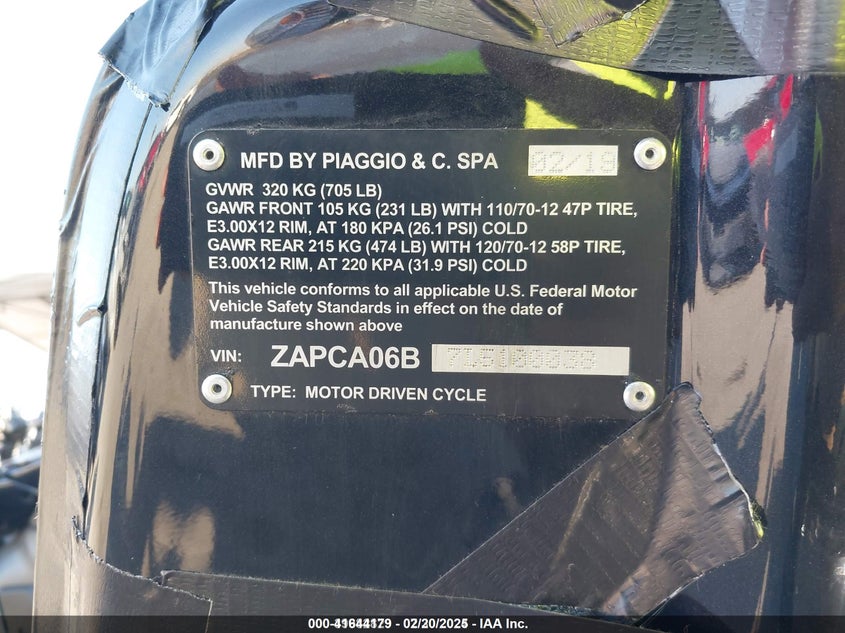 MFD BY PIAGGIO & C. SPA 02/18
GVWR 320 KG (705 LB)
GAWR FRONT 105 KG (231 LB) WITH 110/70-12 47P TIRE,
E3.00X12 RIM, AT 180 KPA (26.1 PSI) COLD
GAWR REAR 215 KG (474 LB) WITH 120/70-12 58P TIRE,
E3.00X12 RIM, AT 220 KPA (31.9 PSI) COLD
This vehicle conforms to all applicable U.S. Federal Motor
Vehicle Safety Standards in effect on the date of
manufacture shown above
VIN: ZAPCA06B
TYPE: MOTOR DRIVEN CYCLE
- IAA Inc.